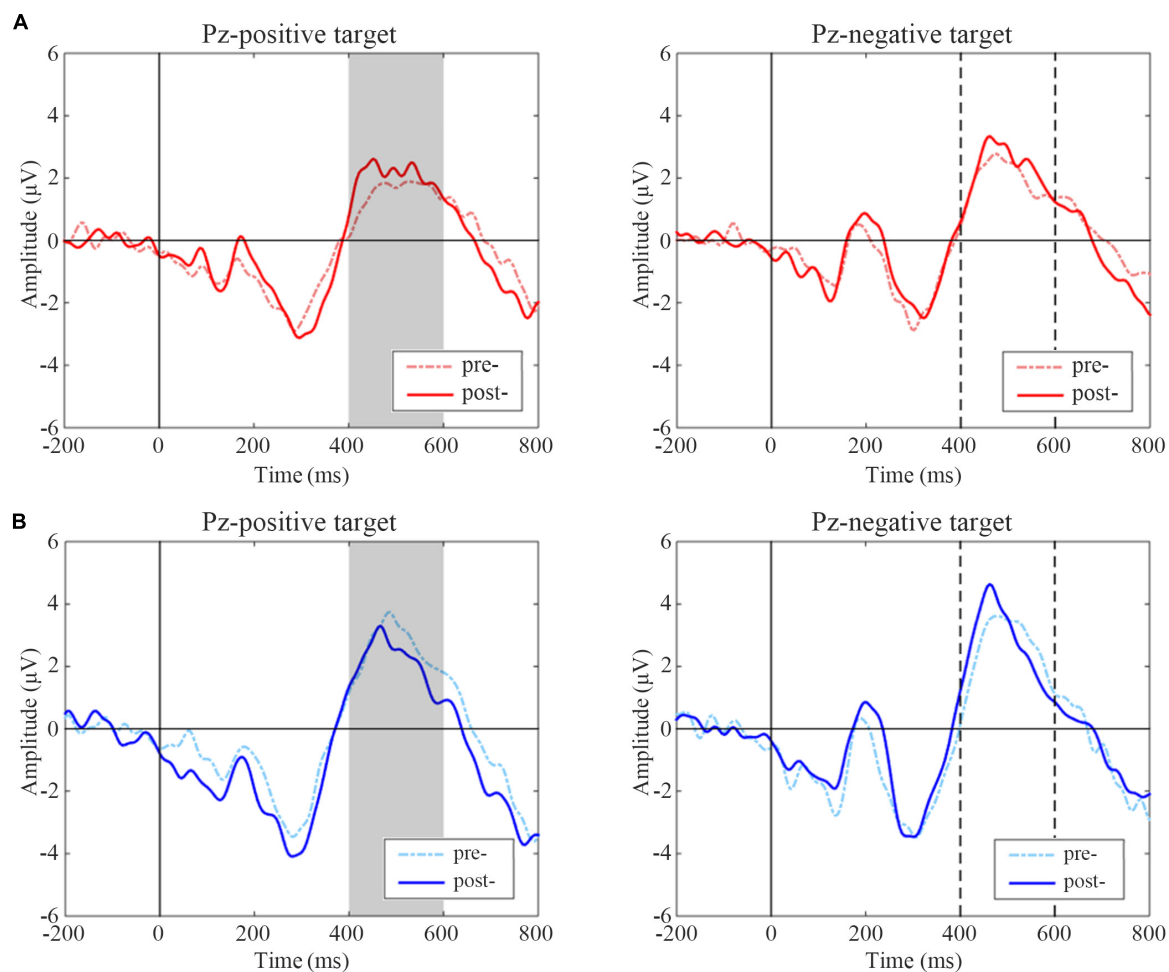 A
Pz-positive target
6
4
2
0
-2
-4
-6
Amplitude (μV)
pre-
post-
-200 0 200 400 600 800
Time (ms)
Pz-negative target
6
4
2
0
-2
-4
-6
Amplitude (μV)
pre-
post-
-200 0 200 400 600 800
Time (ms)
B
Pz-positive target
6
4
2
0
-2
-4
-6
Amplitude (μV)
pre-
post-
-200 0 200 400 600 800
Time (ms)
Pz-negative target
6
4
2
0
-2
-4
-6
Amplitude (μV)
pre-
post-
-200 0 200 400 600 800
Time (ms)